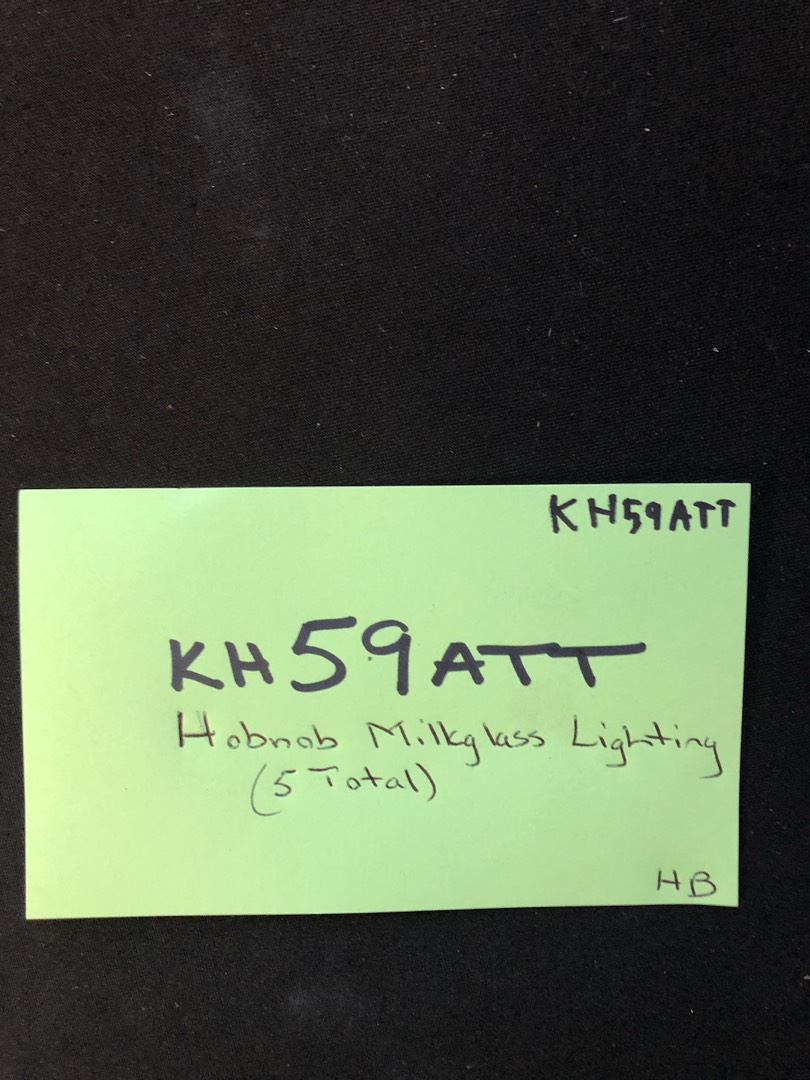 KH59ATT
KH59ATT
Hobnob Milkglass Lighting
(5 Total)
HB